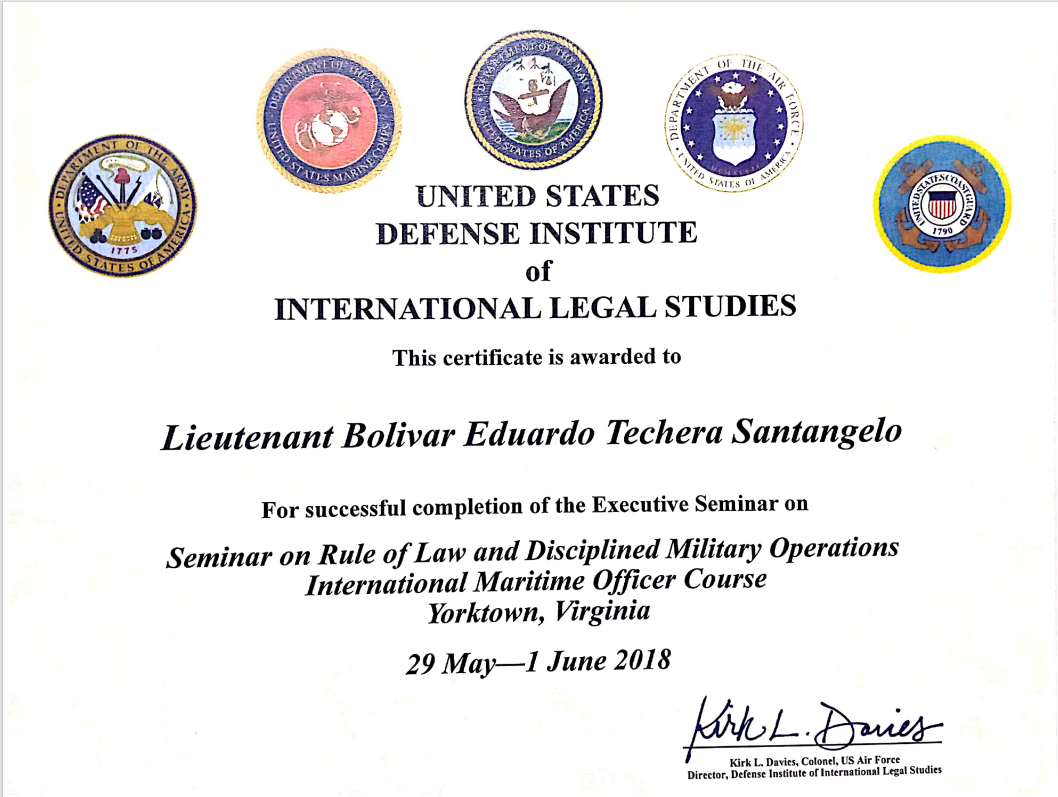 DEPARTMENT OF THE NAVY
UNITED STATES MARINE CORPS
DEPARTMENT OF THE NAVY
UNITED STATES OF AMERICA
DEPARTMENT OF THE AIR FORCE
UNITED STATES OF AMERICA
DEPARTMENT OF THE ARMY
UNITED STATES OF AMERICA
1775
UNITED STATES COAST GUARD
1790
UNITED STATES
DEFENSE INSTITUTE
of
INTERNATIONAL LEGAL STUDIES
This certificate is awarded to
Lieutenant Bolivar Eduardo Techera Santangelo
For successful completion of the Executive Seminar on
Seminar on Rule of Law and Disciplined Military Operations
International Maritime Officer Course
Yorktown, Virginia
29 May—1 June 2018
Kirk L. Davies
Kirk L. Davies, Colonel, US Air Force
Director, Defense Institute of International Legal Studies